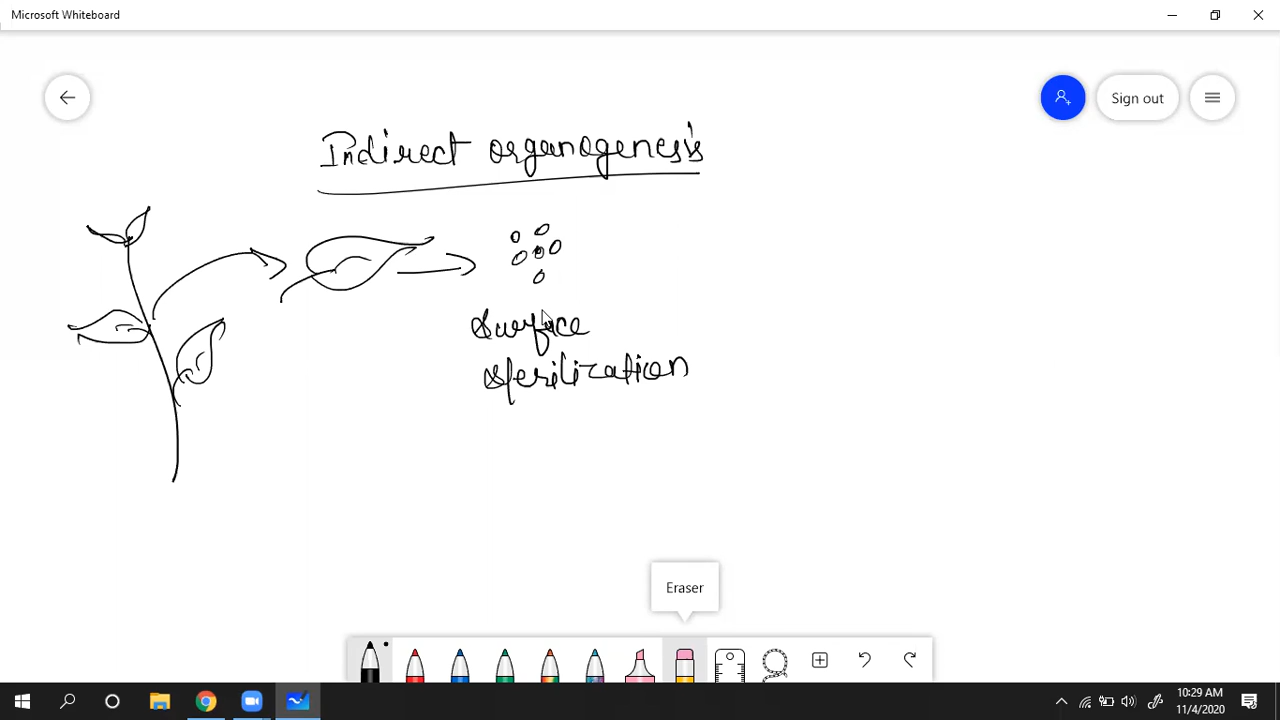 Microsoft Whiteboard
Sign out
Indirect organogenesis
Surface
sterilization
Eraser
10:29 AM
11/4/2020